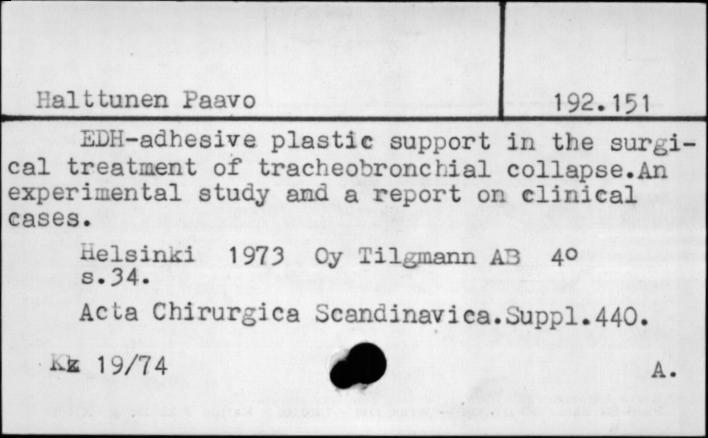 Halttunen Paavo 192.151
EDH-adhesive plastic support in the surgi-
cal treatment of tracheobronchial collapse.An
experimental study and a report on clinical
cases.
Helsinki 1973 Oy Tilgmann AB 4°
s.34.
Acta Chirurgica Scandinavica.Suppl.440.
Kz 19/74 A.